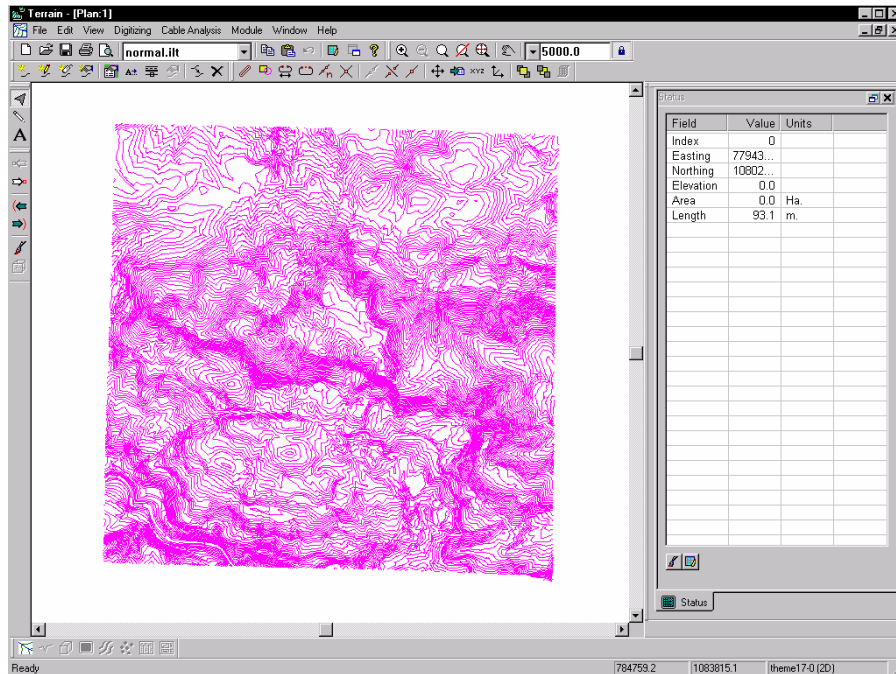 Terrain - [Plan:1]
File Edit View Digitizing Cable Analysis Module Window Help
normal.ilt 5000.0
XYZ
A
Status
Field Value Units
Index 0
Easting 77943...
Northing 10802...
Elevation 0.0
Area 0.0 Ha.
Length 93.1 m.
Status
Ready 784759.2 1083815.1 theme17-0 (2D)